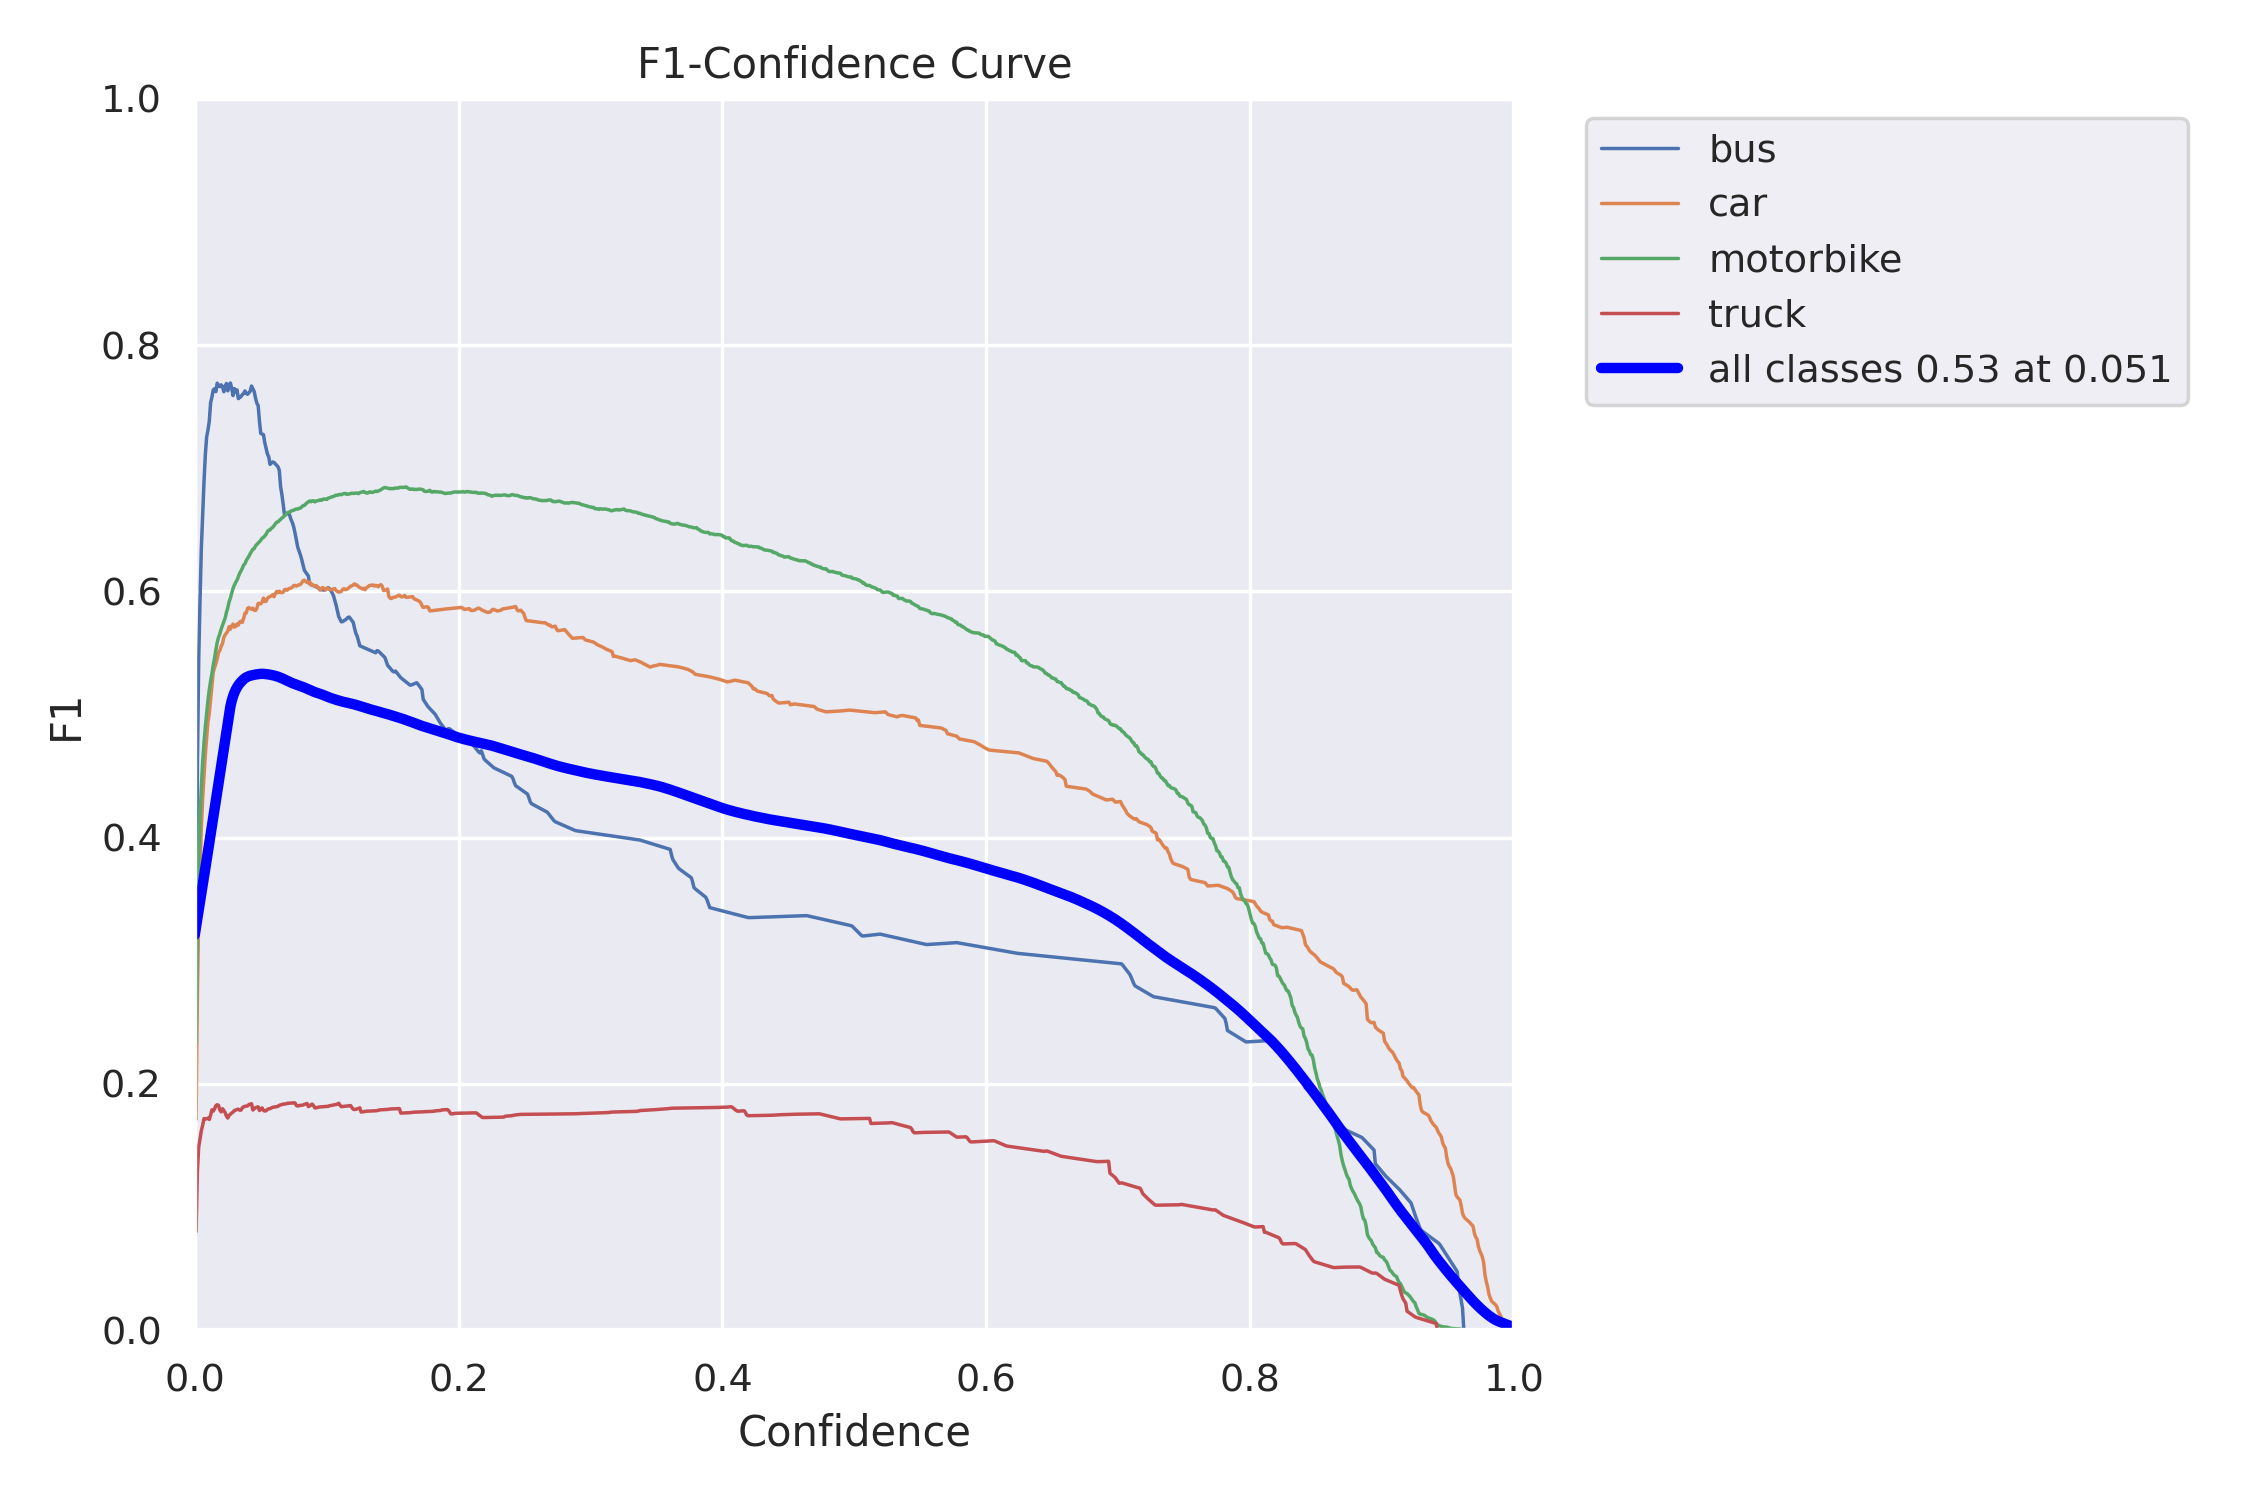 F1-Confidence Curve
1.0
0.8
0.6
0.4
0.2
0.0
F1
0.0 0.2 0.4 0.6 0.8 1.0
Confidence
bus
car
motorbike
truck
all classes 0.53 at 0.051